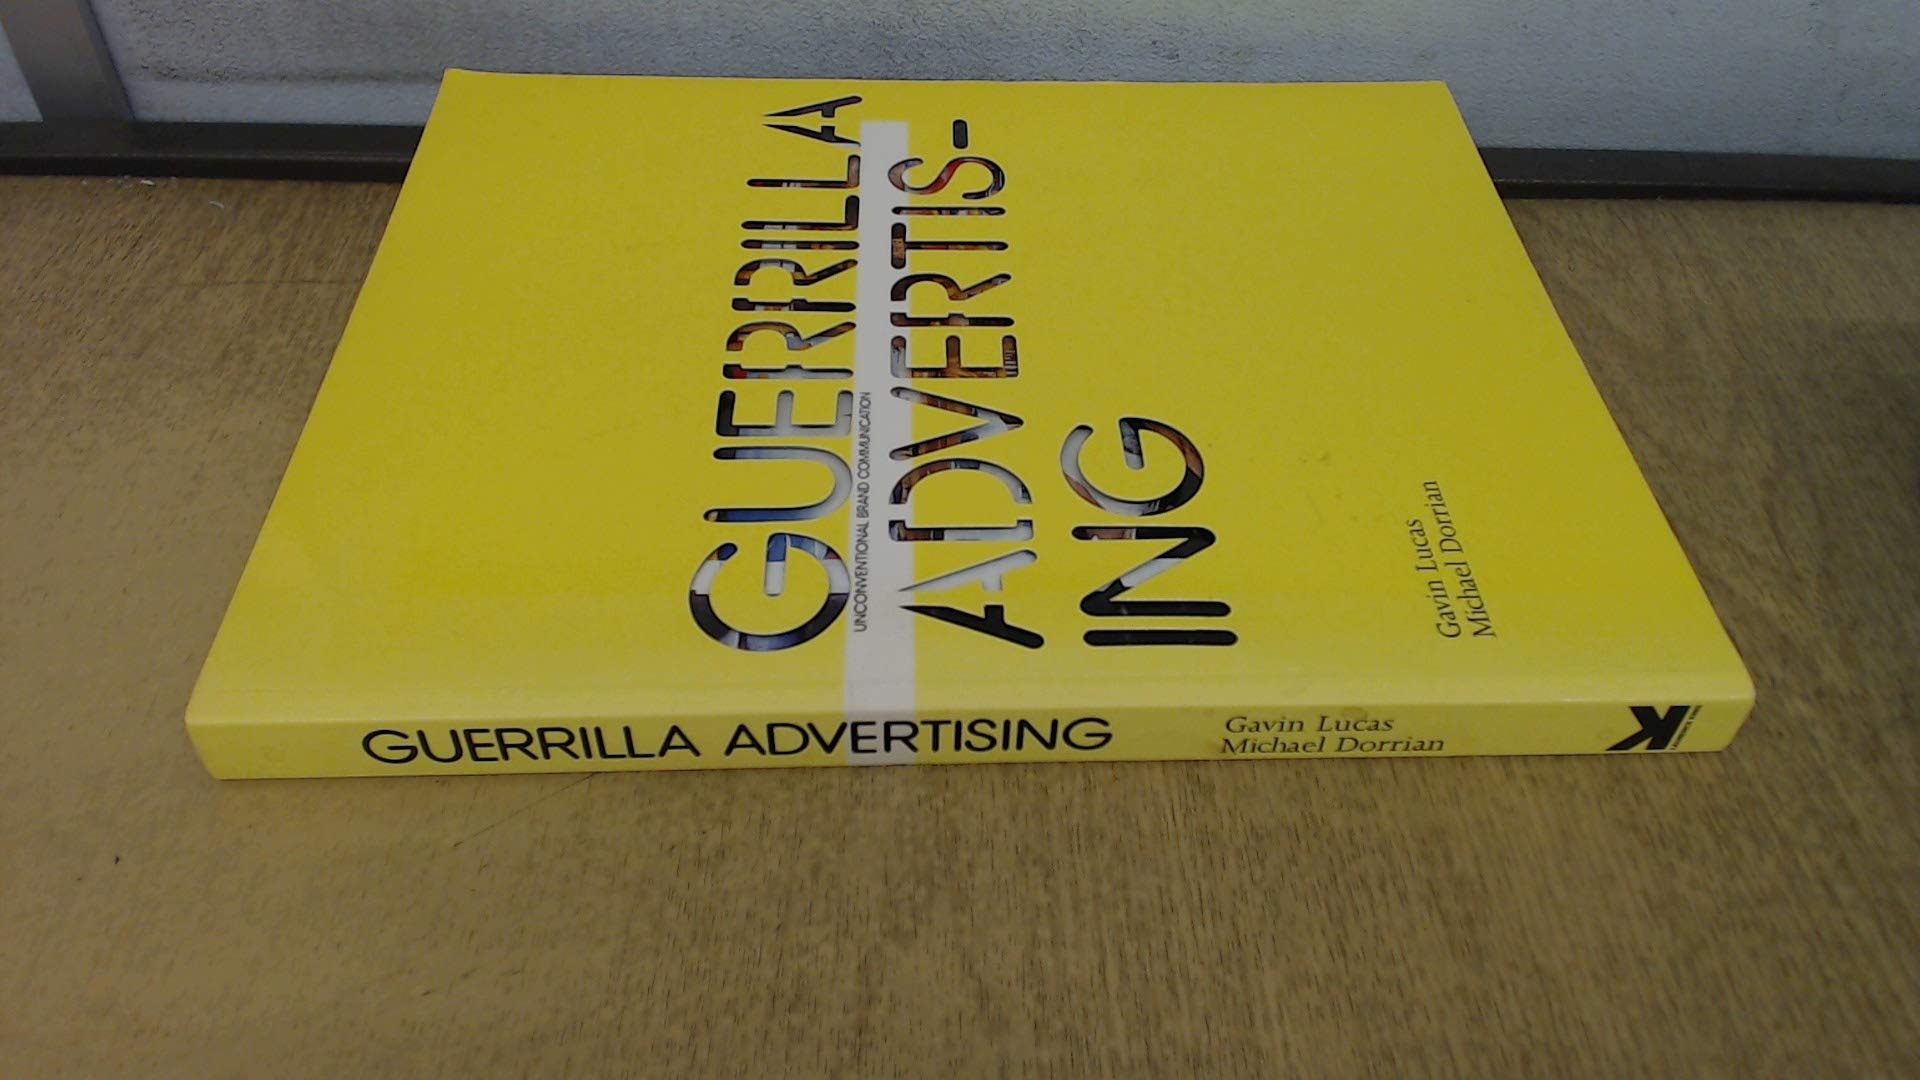 GUERRILLA
UNCONVENTIONAL BRAND COMMUNICATION
ADVERTIS-
ING
Gavin Lucas
Michael Dorrian
GUERRILLA ADVERTISING
Gavin Lucas
Michael Dorrian